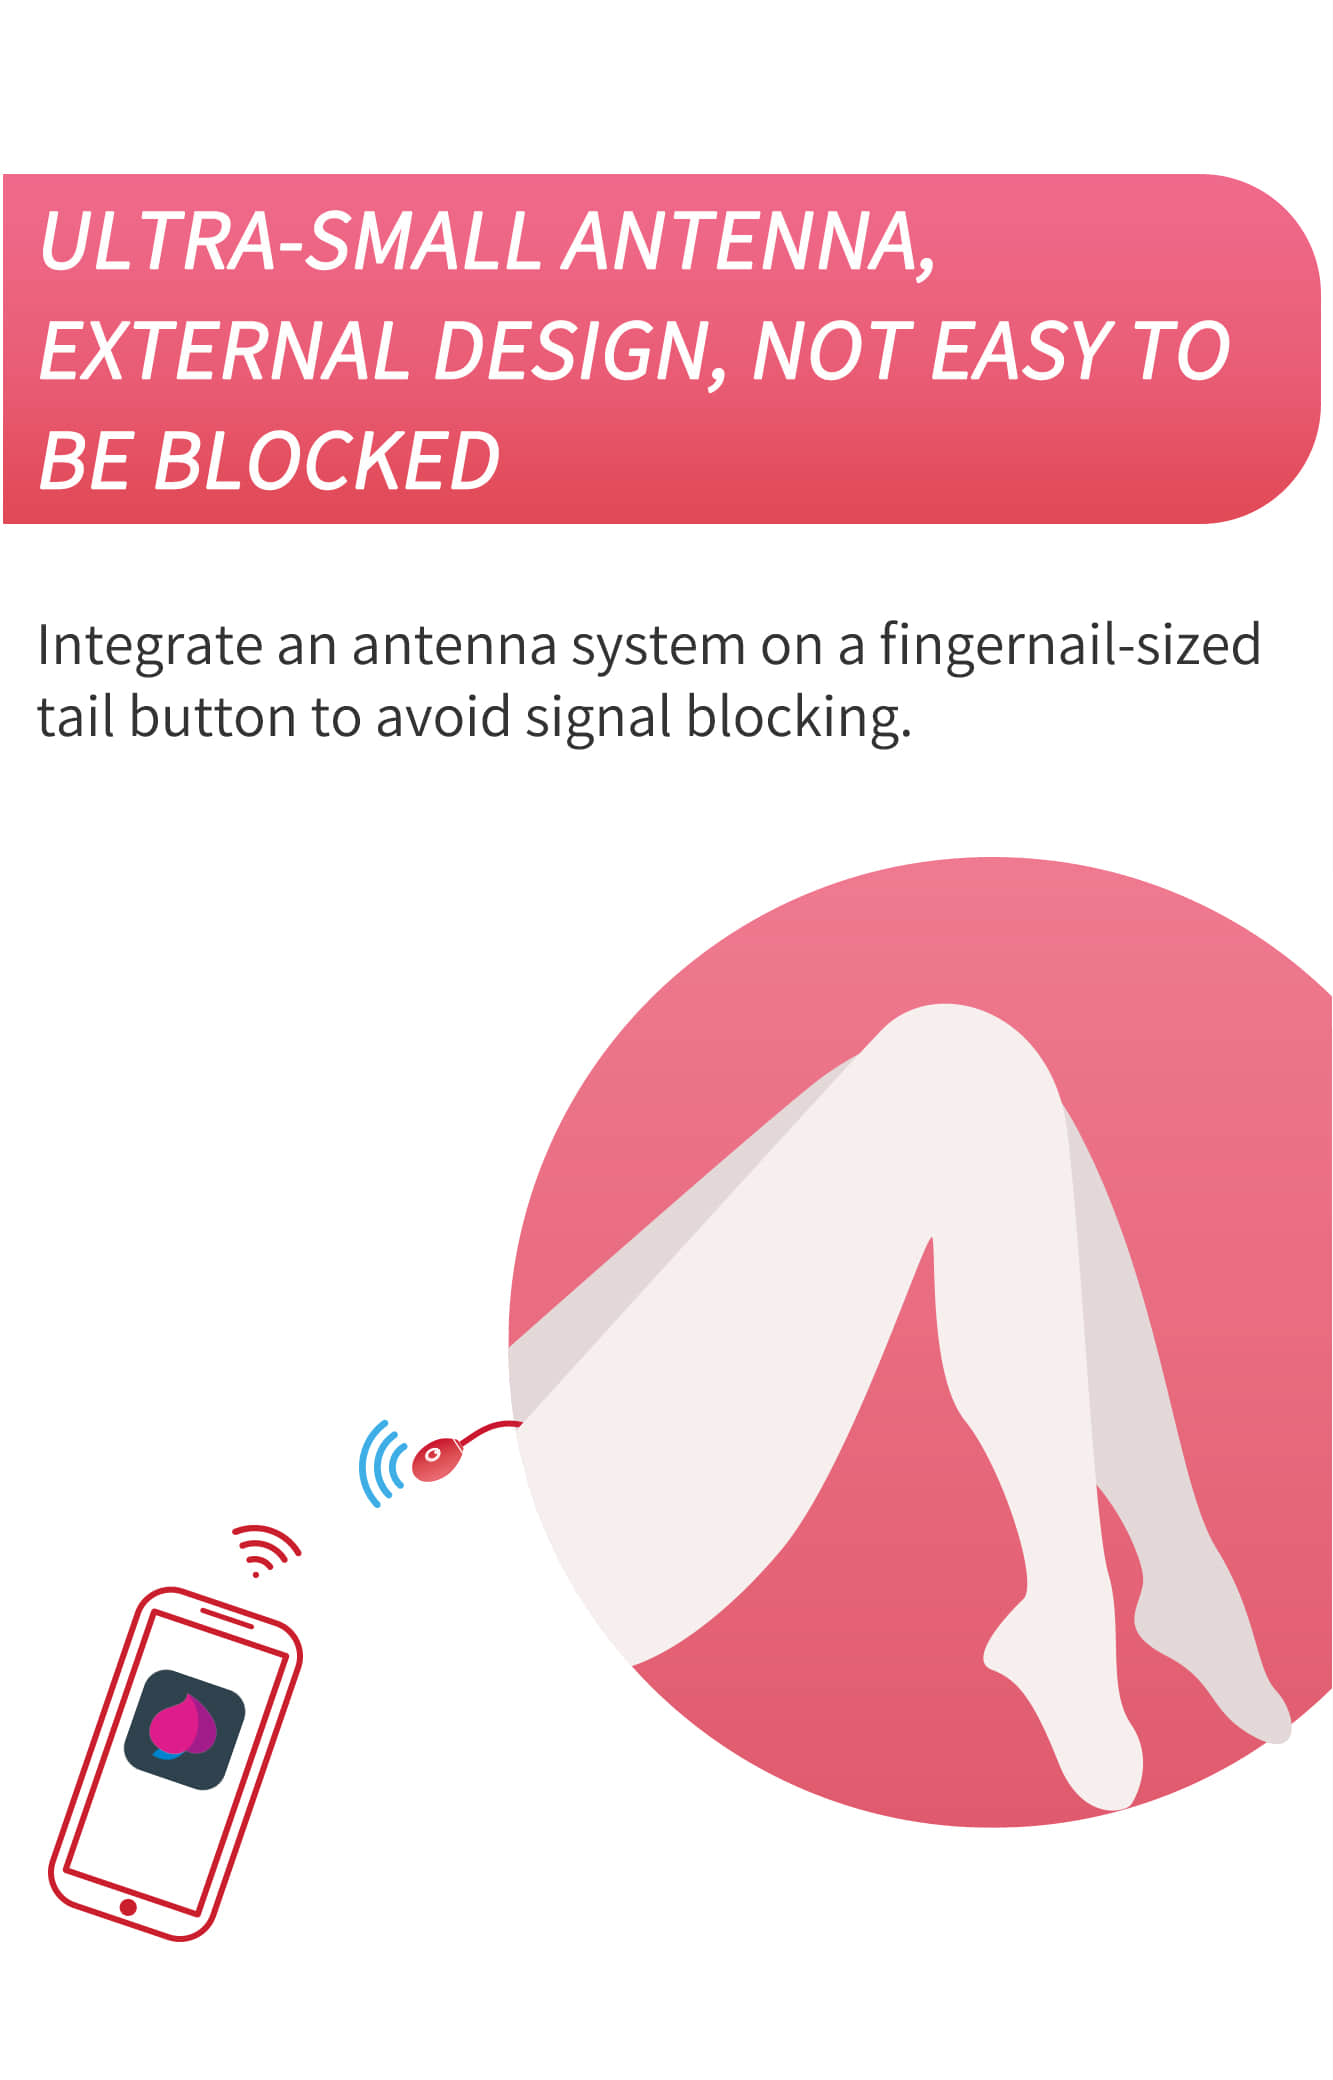 ULTRA-SMALL ANTENNA,
EXTERNAL DESIGN, NOT EASY TO
BE BLOCKED
Integrate an antenna system on a fingernail-sized
tail button to avoid signal blocking.